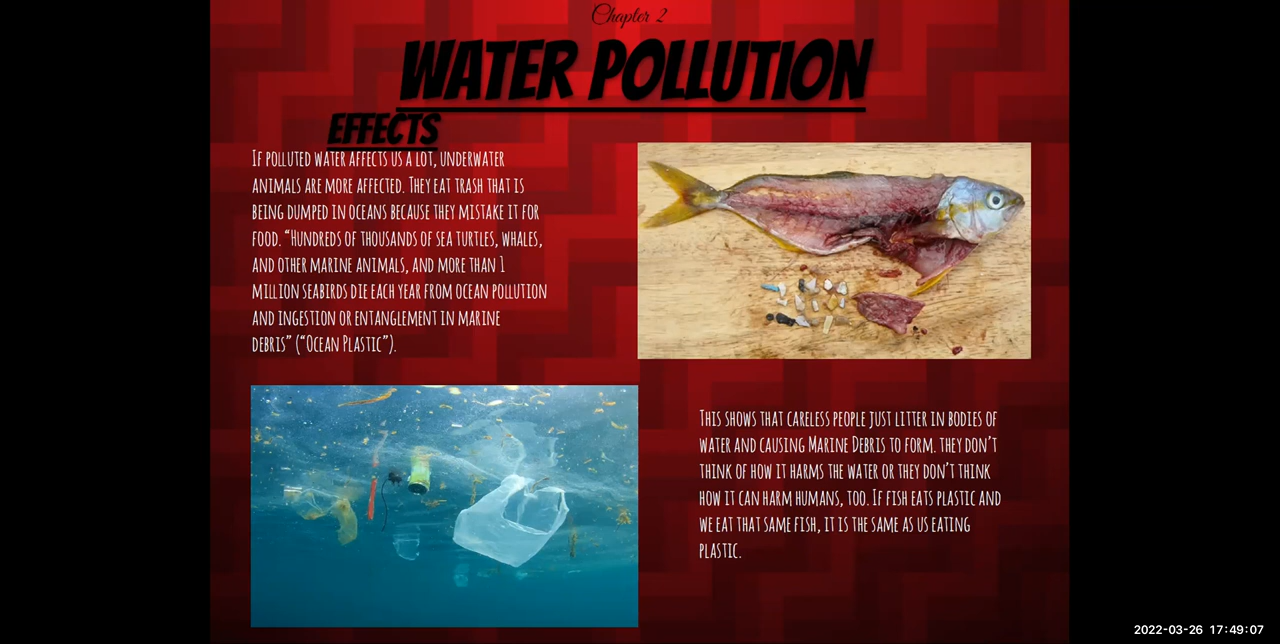 Chapter 2
WATER POLLUTION
EFFECTS
IF POLLUTED WATER AFFECTS US A LOT, UNDERWATER
ANIMALS ARE MORE AFFECTED. THEY EAT TRASH THAT IS
BEING DUMPED IN OCEANS BECAUSE THEY MISTAKE IT FOR
FOOD. “HUNDREDS OF THOUSANDS OF SEA TURTLES, WHALES,
AND OTHER MARINE ANIMALS, AND MORE THAN 1
MILLION SEABIRDS DIE EACH YEAR FROM OCEAN POLLUTION
AND INGESTION OR ENTANGLEMENT IN MARINE
DEBRIS” (“OCEAN PLASTIC”).
THIS SHOWS THAT CARELESS PEOPLE JUST LITTER IN BODIES OF
WATER AND CAUSING MARINE DEBRIS TO FORM. THEY DON’T
THINK OF HOW IT HARMS THE WATER OR THEY DON’T THINK
HOW IT CAN HARM HUMANS, TOO. IF FISH EATS PLASTIC AND
WE EAT THAT SAME FISH, IT IS THE SAME AS US EATING
PLASTIC.
2022-03-26 17:49:07